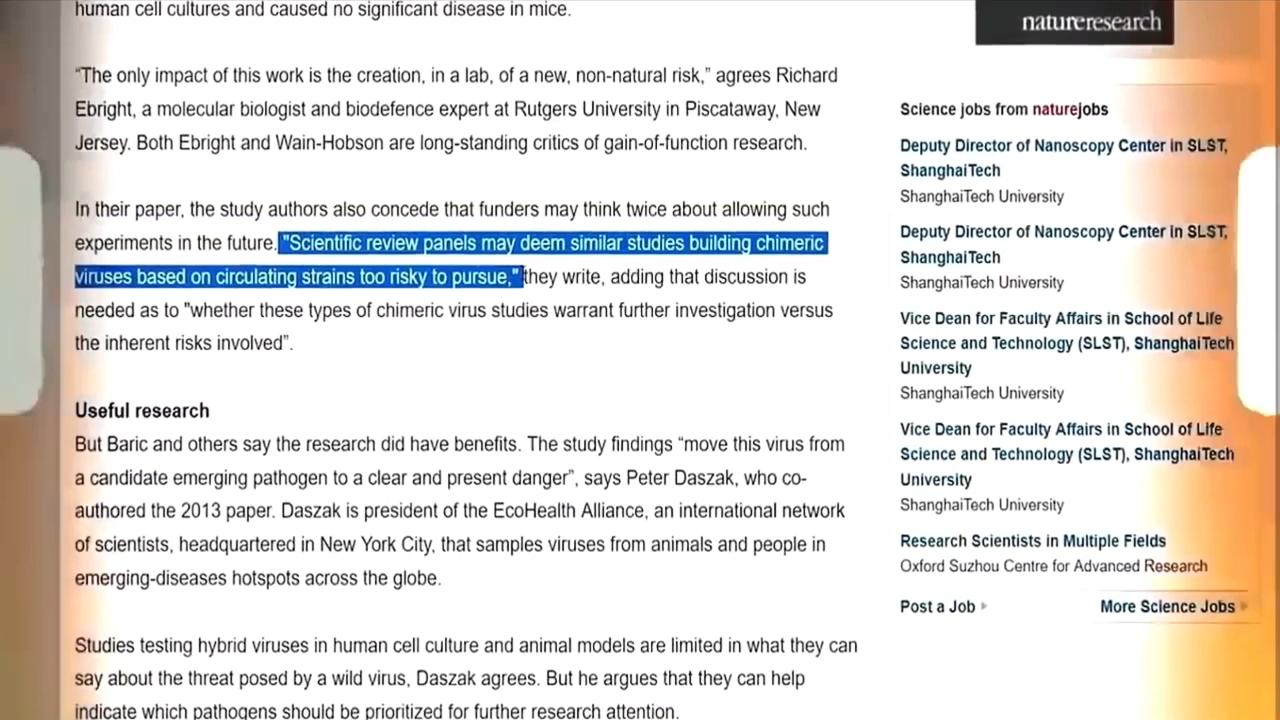 human cell cultures and caused no significant disease in mice.
“The only impact of this work is the creation, in a lab, of a new, non-natural risk,” agrees Richard
Ebright, a molecular biologist and biodefence expert at Rutgers University in Piscataway, New
Jersey. Both Ebright and Wain-Hobson are long-standing critics of gain-of-function research.
In their paper, the study authors also concede that funders may think twice about allowing such
experiments in the future. "Scientific review panels may deem similar studies building chimeric
viruses based on circulating strains too risky to pursue," they write, adding that discussion is
needed as to "whether these types of chimeric virus studies warrant further investigation versus
the inherent risks involved”.
Useful research
But Baric and others say the research did have benefits. The study findings “move this virus from
a candidate emerging pathogen to a clear and present danger”, says Peter Daszak, who co-
authored the 2013 paper. Daszak is president of the EcoHealth Alliance, an international network
of scientists, headquartered in New York City, that samples viruses from animals and people in
emerging-diseases hotspots across the globe.
Studies testing hybrid viruses in human cell culture and animal models are limited in what they can
say about the threat posed by a wild virus, Daszak agrees. But he argues that they can help
indicate which pathogens should be prioritized for further research attention.
natureresearch
Science jobs from naturejobs
Deputy Director of Nanoscopy Center in SLST,
ShanghaiTech
ShanghaiTech University
Deputy Director of Nanoscopy Center in SLST,
ShanghaiTech
ShanghaiTech University
Vice Dean for Faculty Affairs in School of Life
Science and Technology (SLST), ShanghaiTech
University
ShanghaiTech University
Vice Dean for Faculty Affairs in School of Life
Science and Technology (SLST), ShanghaiTech
University
ShanghaiTech University
Research Scientists in Multiple Fields
Oxford Suzhou Centre for Advanced Research
Post a Job
More Science Jobs